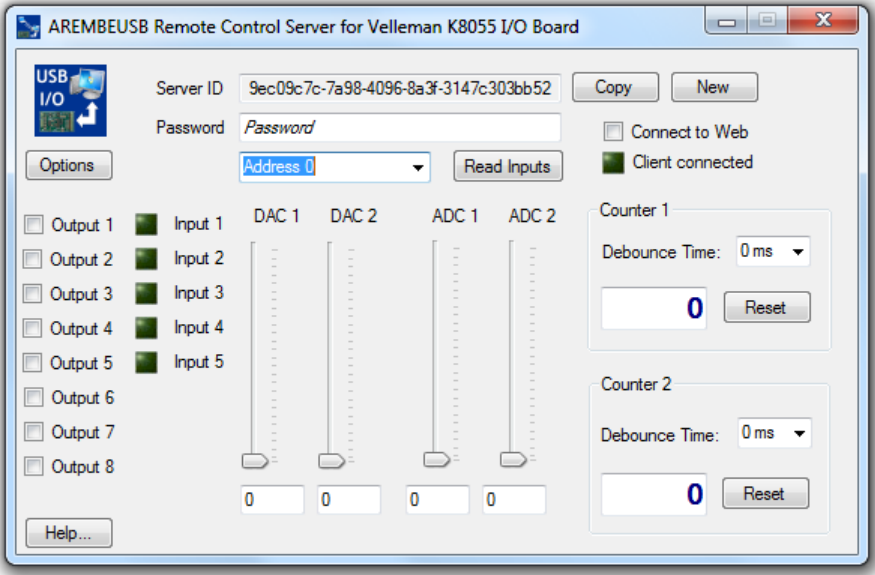 AREMBEUSB Remote Control Server for Velleman K8055 I/O Board
USB
I/O
Server ID 9ec09c7c-7a98-4096-8a3f-3147c303bb52 Copy New
Password Password
Connect to Web
Options Address 0 Read Inputs Client connected
DAC 1 DAC 2 ADC 1 ADC 2
Output 1 Input 1
Output 2 Input 2
Output 3 Input 3
Output 4 Input 4
Output 5 Input 5
Output 6
Output 7
Output 8
0 0 0 0
Help...
Counter 1
Debounce Time: 0 ms
0 Reset
Counter 2
Debounce Time: 0 ms
0 Reset